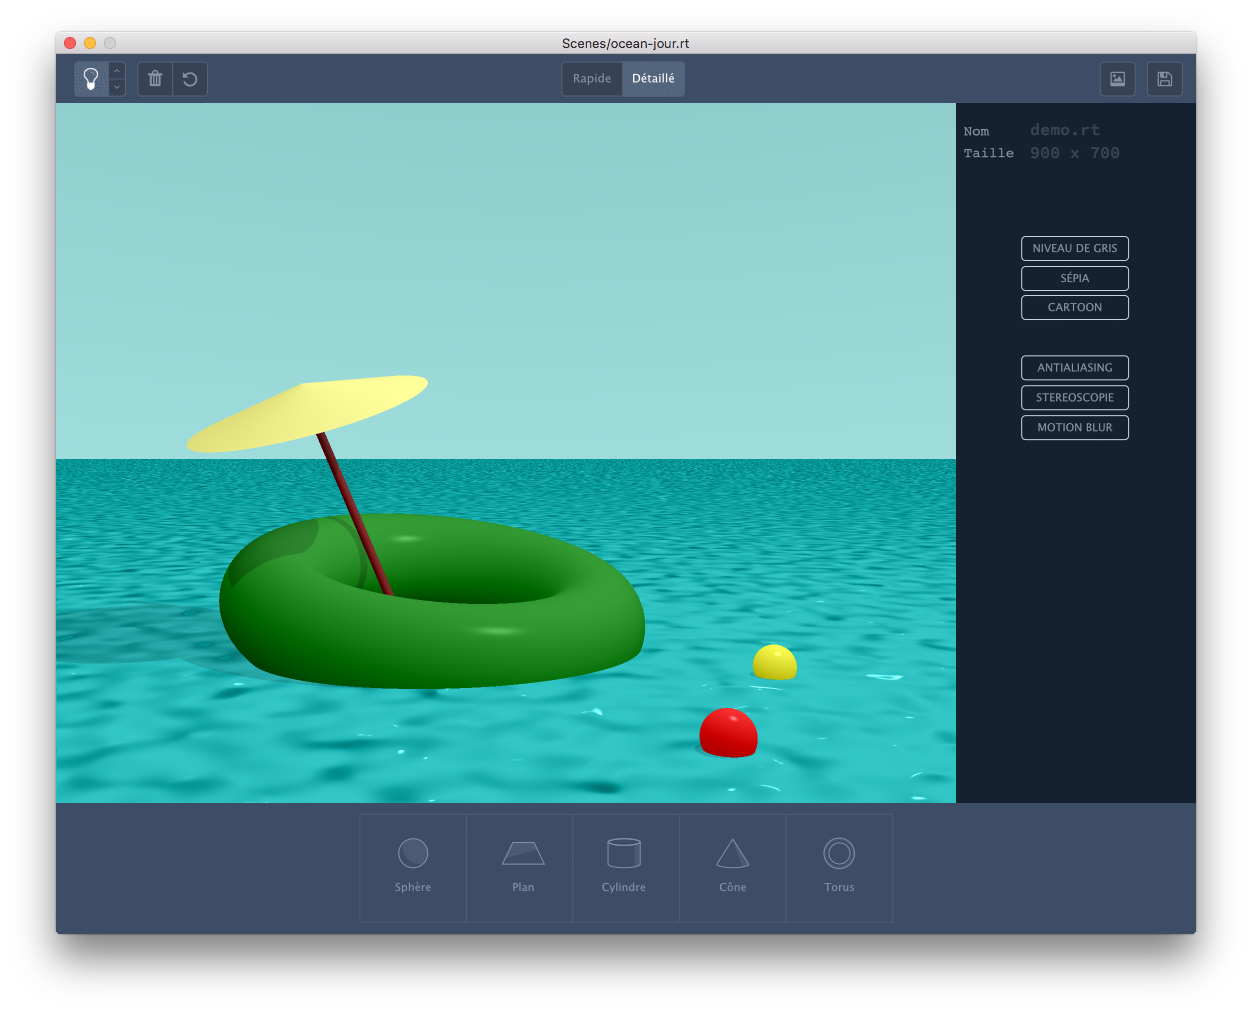 Scenes/ocean-jour.rt
Rapide Détaillé
Nom demo.rt
Taille 900 x 700
NIVEAU DE GRIS
SÉPIA
CARTOON
ANTIALIASING
STEREOSCOPIE
MOTION BLUR
Sphère Plan Cylindre Cône Torus